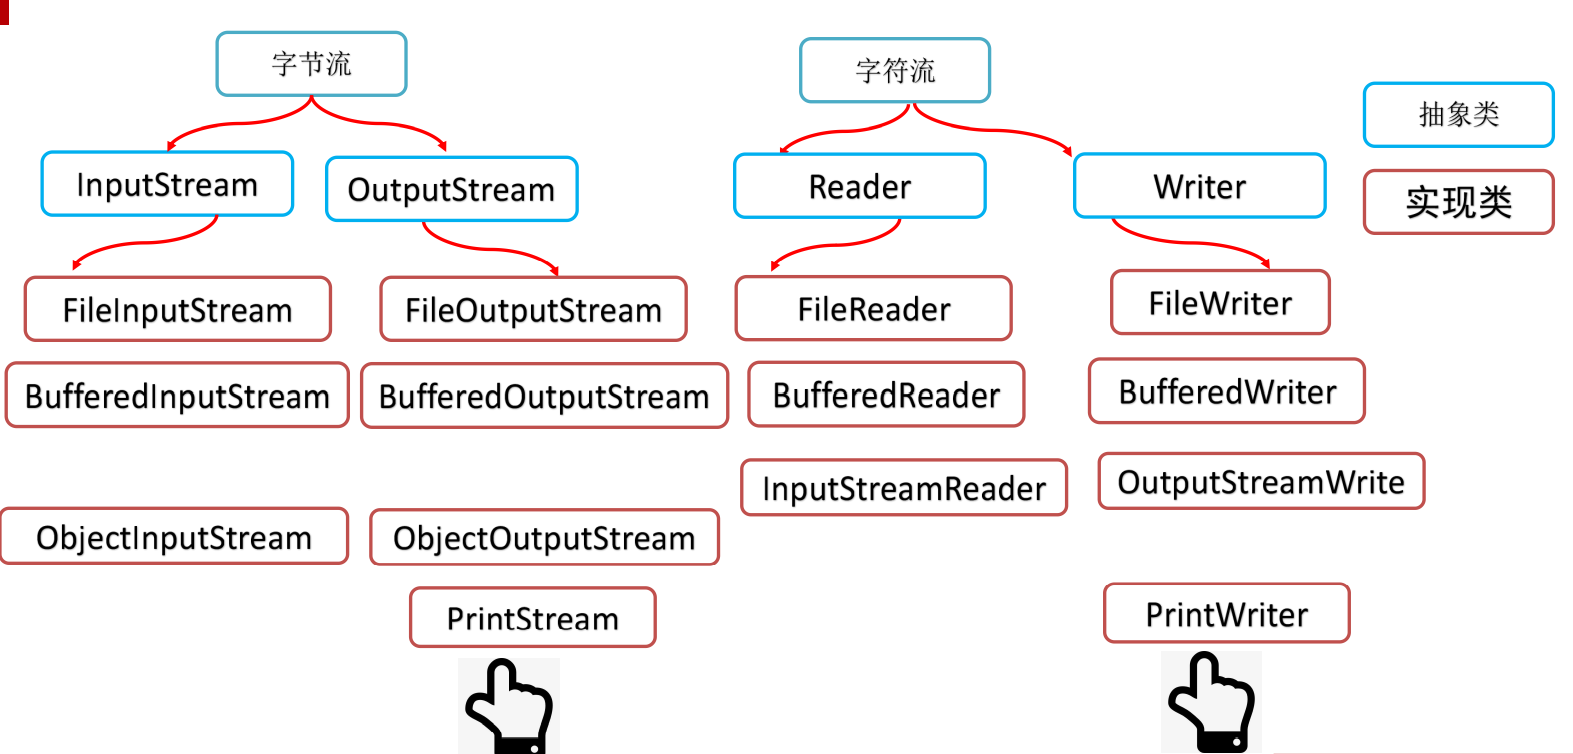 字节流
字符流
抽象类
InputStream
OutputStream
Reader
Writer
实现类
FileInputStream
FileOutputStream
FileReader
FileWriter
BufferedInputStream
BufferedOutputStream
BufferedReader
BufferedWriter
InputStreamReader
OutputStreamWrite
ObjectInputStream
ObjectOutputStream
PrintStream
PrintWriter